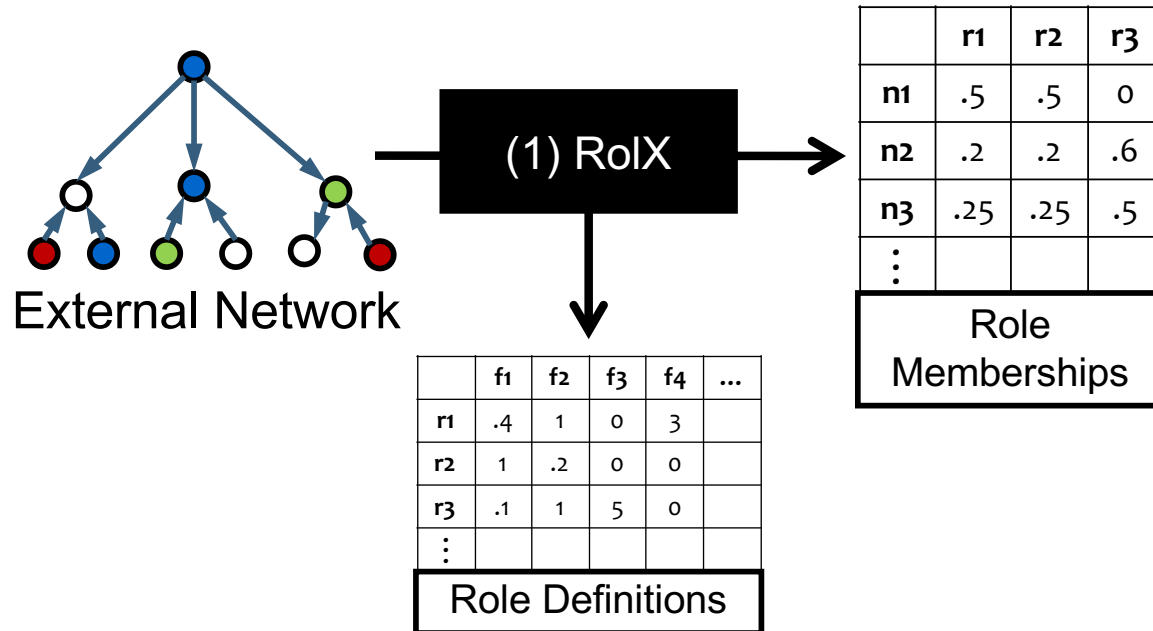 (1) RolX
External Network
r1 r2 r3
n1 .5 .5 0
n2 .2 .2 .6
n3 .25 .25 .5
⋮
Role
Memberships
f1 f2 f3 f4 ...
r1 .4 1 0 3
r2 1 .2 0 0
r3 .1 1 5 0
⋮
Role Definitions